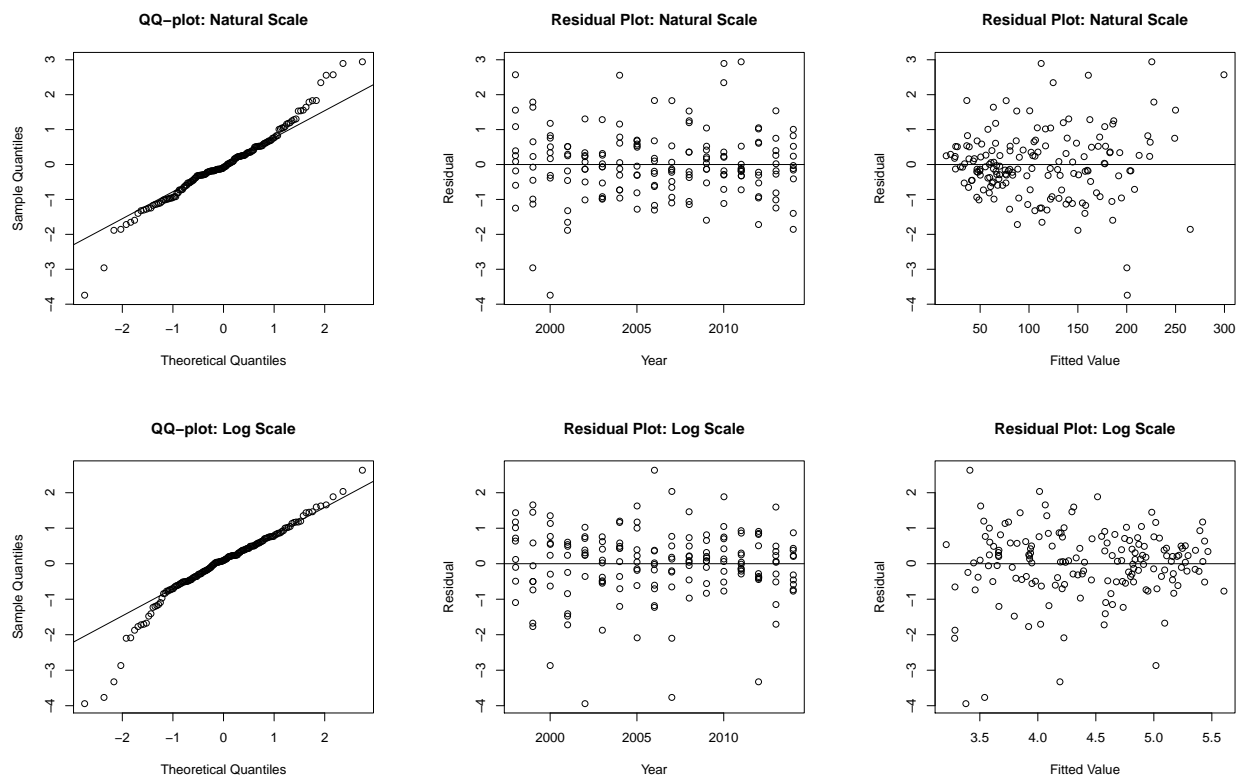 QQ−plot: Natural Scale
Sample Quantiles
3
2
1
0
−1
−2
−3
−4
−2 −1 0 1 2
Theoretical Quantiles
Residual Plot: Natural Scale
Residual
3
2
1
0
−1
−2
−3
−4
2000 2005 2010
Year
Residual Plot: Natural Scale
Residual
3
2
1
0
−1
−2
−3
−4
50 100 150 200 250 300
Fitted Value
QQ−plot: Log Scale
Sample Quantiles
2
1
0
−1
−2
−3
−4
−2 −1 0 1 2
Theoretical Quantiles
Residual Plot: Log Scale
Residual
2
1
0
−1
−2
−3
−4
2000 2005 2010
Year
Residual Plot: Log Scale
Residual
2
1
0
−1
−2
−3
−4
3.5 4.0 4.5 5.0 5.5
Fitted Value